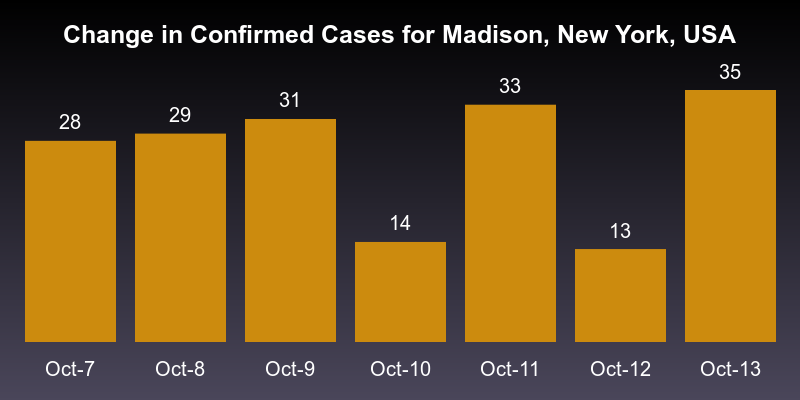 Change in Confirmed Cases for Madison, New York, USA
28
29
31
14
33
13
35
Oct-7
Oct-8
Oct-9
Oct-10
Oct-11
Oct-12
Oct-13